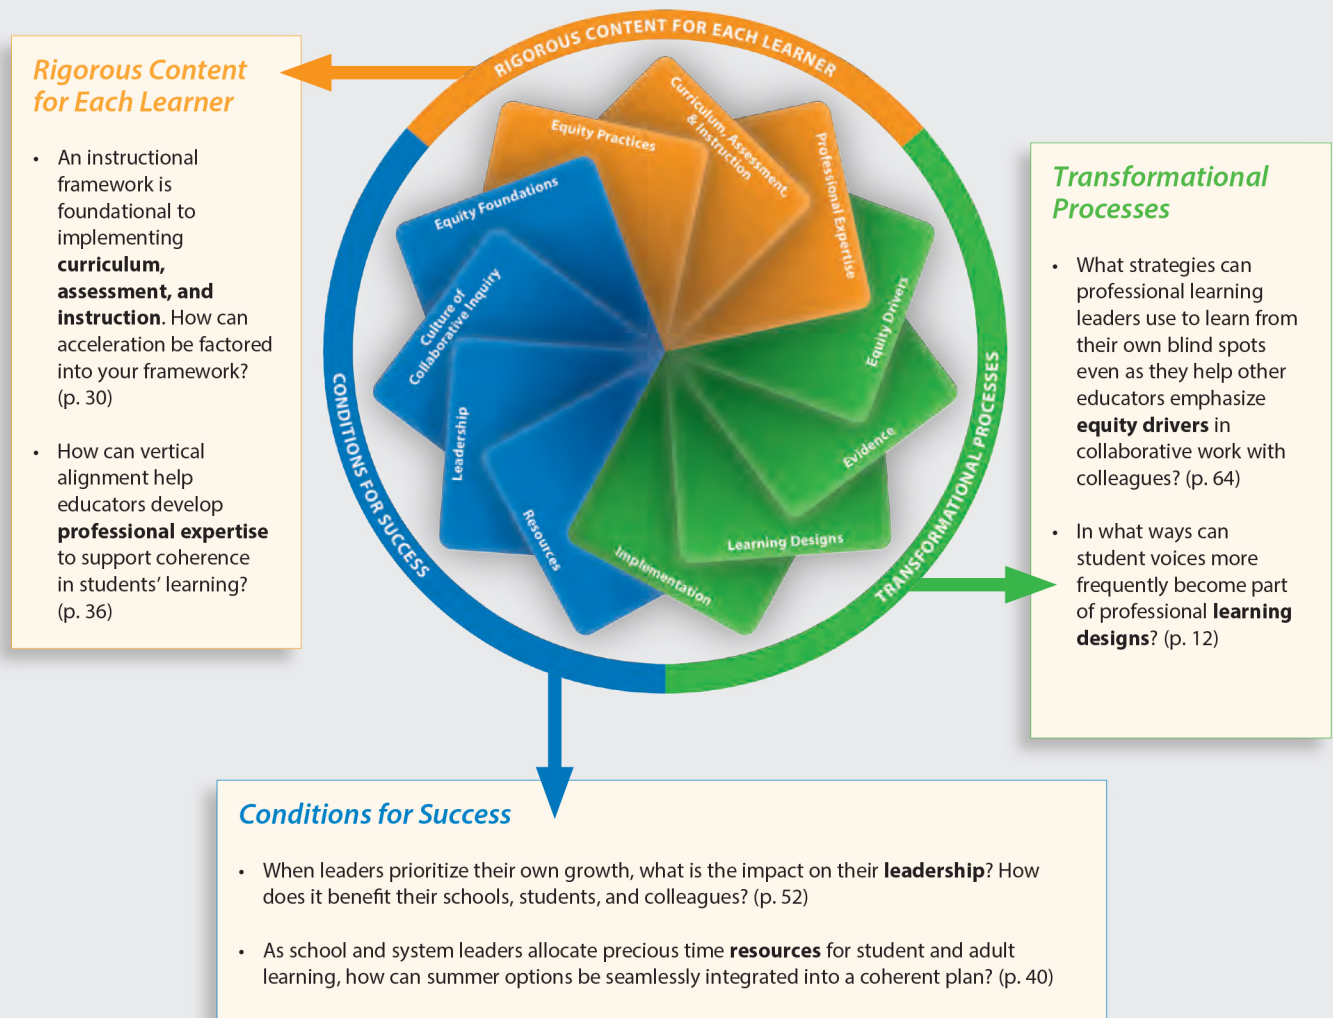 RIGOROUS CONTENT FOR EACH LEARNER
Rigorous Content
for Each Learner
• An instructional
framework is
foundational to
implementing
curriculum,
assessment, and
instruction. How can
acceleration be factored
into your framework?
(p. 30)
• How can vertical
alignment help
educators develop
professional expertise
to support coherence
in students’ learning?
(p. 36)
Equity Practices
Curriculum, Assessment,
& Instruction
Professional Expertise
Equity Foundations
Culture of
Collaborative Inquiry
Leadership
Resources
Equity Drivers
Evidence
Learning Designs
Implementation
CONDITIONS FOR SUCCESS
TRANSFORMATIONAL PROCESSES
Transformational
Processes
• What strategies can
professional learning
leaders use to learn from
their own blind spots
even as they help other
educators emphasize
equity drivers in
collaborative work with
colleagues? (p. 64)
• In what ways can
student voices more
frequently become part
of professional learning
designs? (p. 12)
Conditions for Success
• When leaders prioritize their own growth, what is the impact on their leadership? How
does it benefit their schools, students, and colleagues? (p. 52)
• As school and system leaders allocate precious time resources for student and adult
learning, how can summer options be seamlessly integrated into a coherent plan? (p. 40)